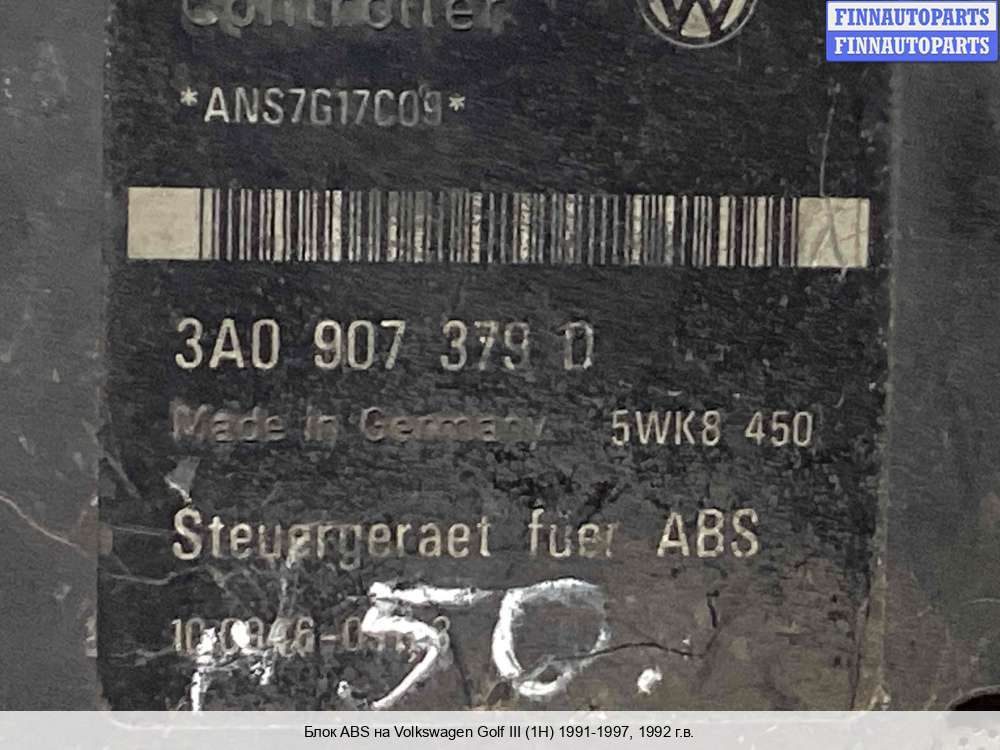 Controller
FINNAUTOPARTS
FINNAUTOPARTS
*ANS7G17C09*
3A0 907 379 D
Made in Germany 5WK8 450
Steuergeraet fuer ABS
50.
Блок ABS на Volkswagen Golf III (1H) 1991-1997, 1992 г.в.